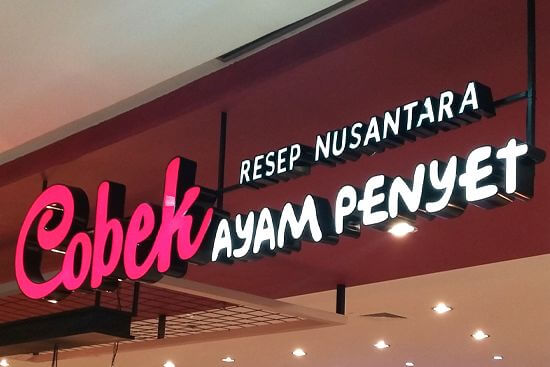 Cobek
RESEP NUSANTARA
AYAM PENYET